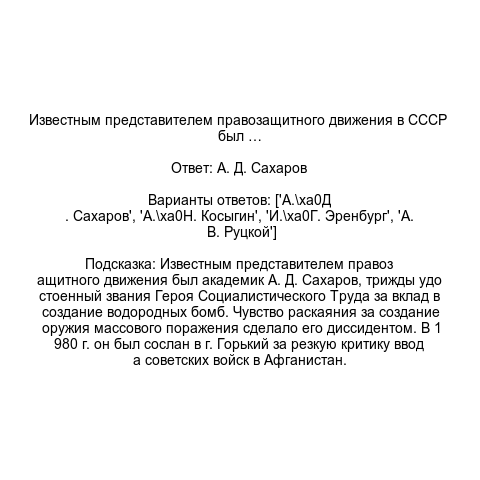 Известным представителем правозащитного движения в СССР
был …
Ответ: А. Д. Сахаров
Варианты ответов: ['А.\xa0Д
. Сахаров', 'А.\xa0Н. Косыгин', 'И.\xa0Г. Эренбург', 'А.
В. Руцкой']
Подсказка: Известным представителем правоз
ащитного движения был академик А. Д. Сахаров, трижды удо
стоенный звания Героя Социалистического Труда за вклад в
создание водородных бомб. Чувство раскаяния за создание
оружия массового поражения сделало его диссидентом. В 1
980 г. он был сослан в г. Горький за резкую критику ввод
а советских войск в Афганистан.